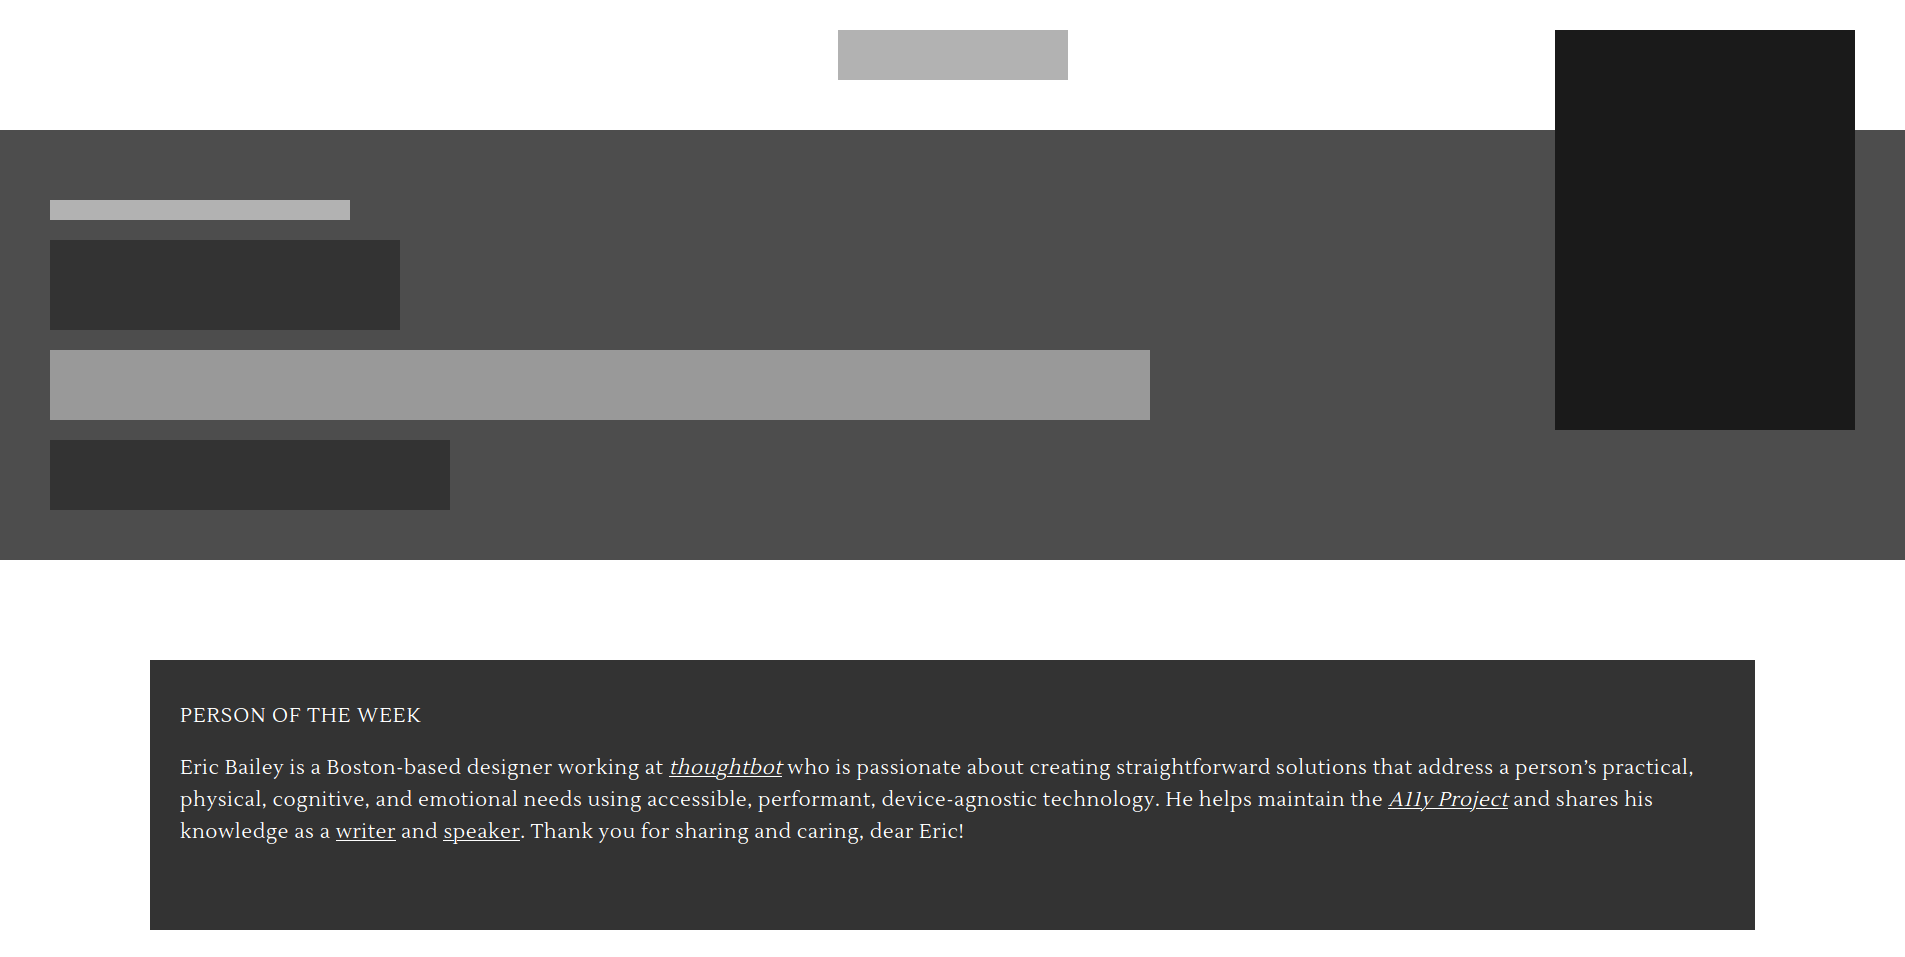 PERSON OF THE WEEK
Eric Bailey is a Boston-based designer working at thoughtbot who is passionate about creating straightforward solutions that address a person’s practical,
physical, cognitive, and emotional needs using accessible, performant, device-agnostic technology. He helps maintain the A11y Project and shares his
knowledge as a writer and speaker. Thank you for sharing and caring, dear Eric!